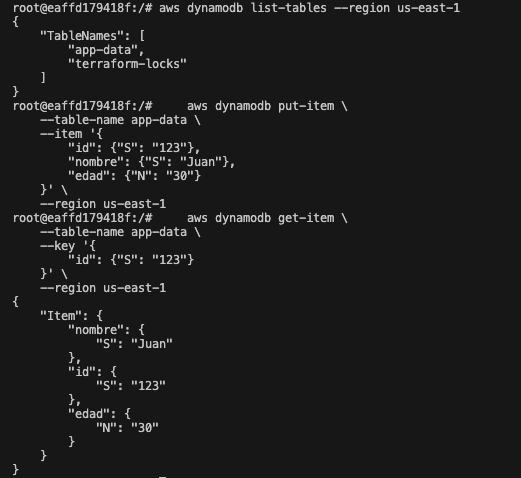 root@eaffd179418f:/# aws dynamodb list-tables --region us-east-1
{
    "TableNames": [
        "app-data",
        "terraform-locks"
    ]
}
root@eaffd179418f:/#     aws dynamodb put-item \
    --table-name app-data \
    --item '{
        "id": {"S": "123"},
        "nombre": {"S": "Juan"},
        "edad": {"N": "30"}
    }' \
    --region us-east-1
root@eaffd179418f:/#     aws dynamodb get-item \
    --table-name app-data \
    --key '{
        "id": {"S": "123"}
    }' \
    --region us-east-1
{
    "Item": {
        "nombre": {
            "S": "Juan"
        },
        "id": {
            "S": "123"
        },
        "edad": {
            "N": "30"
        }
    }
}